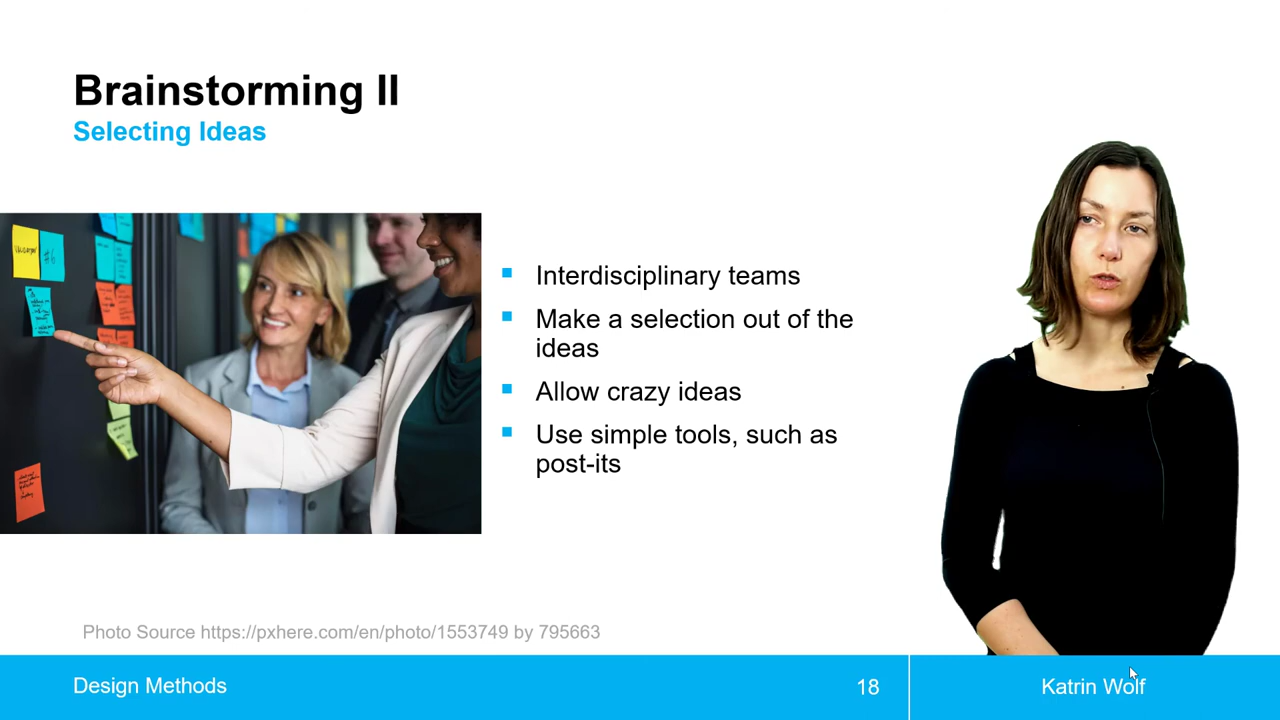 Brainstorming II
Selecting Ideas
#6
Interdisciplinary teams
Make a selection out of the
ideas
Allow crazy ideas
Use simple tools, such as
post-its
Photo Source https://pxhere.com/en/photo/1553749 by 795663
Design Methods
18
Katrin Wolf